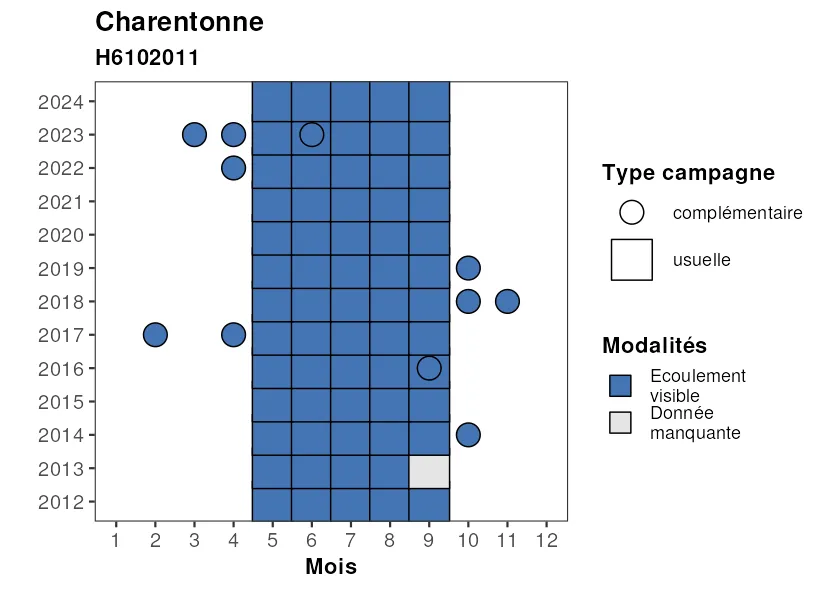 Charentonne
H6102011
2024
2023
2022
2021
2020
2019
2018
2017
2016
2015
2014
2013
2012
1 2 3 4 5 6 7 8 9 10 11 12
Mois
Type campagne
complémentaire
usuelle
Modalités
Ecoulement
visible
Donnée
manquante